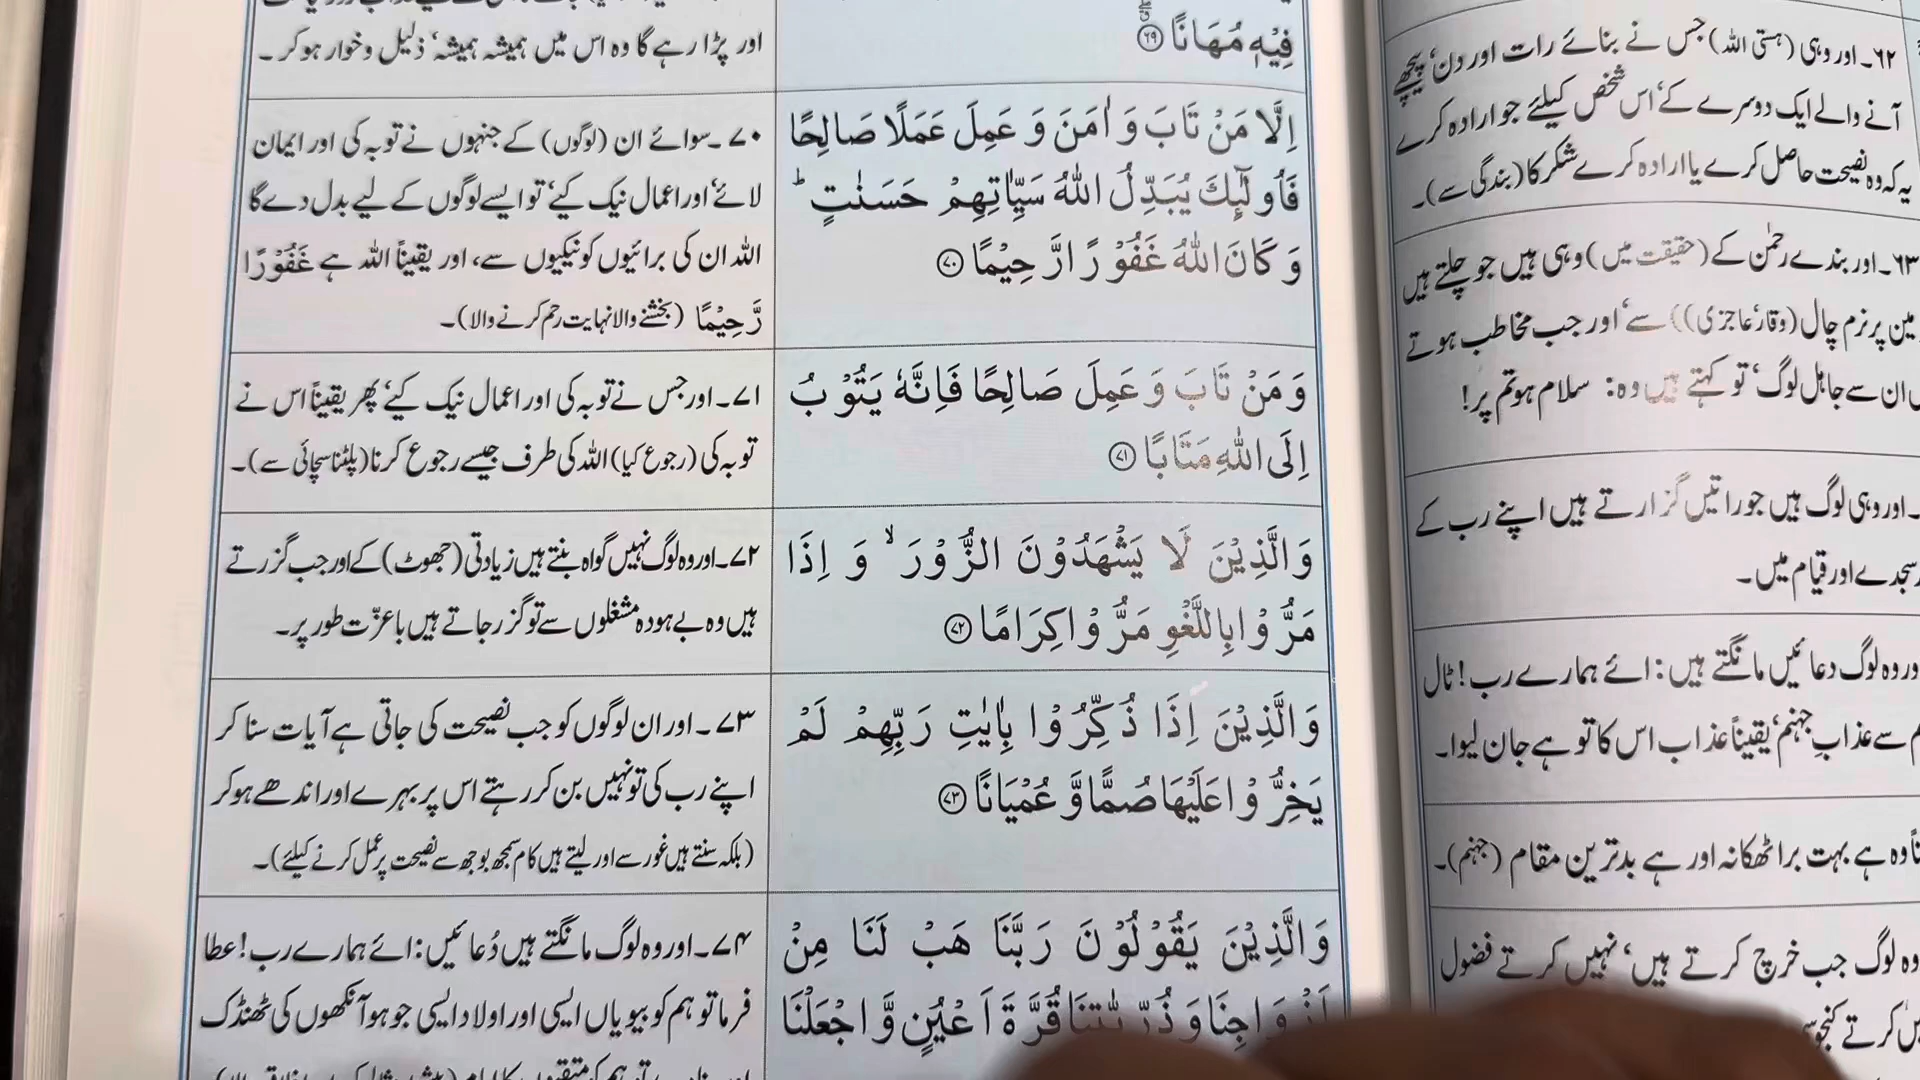 فِيْهٖ مُهَانًا ۝۶۹
اِلَّا مَنْ تَابَ وَ اٰمَنَ وَ عَمِلَ عَمَلًا صَالِحًا
فَاُولٰٓئِكَ يُبَدِّلُ اللّٰهُ سَيِّاٰتِهِمْ حَسَنٰتٍ ؕ
وَ كَانَ اللّٰهُ غَفُوْرًا رَّحِيْمًا ۝۷۰
وَ مَنْ تَابَ وَ عَمِلَ صَالِحًا فَاِنَّهٗ يَتُوْبُ
اِلَى اللّٰهِ مَتَابًا ۝۷۱
وَ الَّذِيْنَ لَا يَشْهَدُوْنَ الزُّوْرَ ۙ وَ اِذَا
مَرُّوْا بِاللَّغْوِ مَرُّوْا كِرَامًا ۝۷۲
وَ الَّذِيْنَ اِذَا ذُكِّرُوْا بِاٰيٰتِ رَبِّهِمْ لَمْ
يَخِرُّوْا عَلَيْهَا صُمًّا وَّ عُمْيَانًا ۝۷۳
وَ الَّذِيْنَ يَقُوْلُوْنَ رَبَّنَا هَبْ لَنَا مِنْ
اَزْوَاجِنَا وَ ذُرِّيّٰتِنَا قُرَّةَ اَعْيُنٍ وَّ اجْعَلْنَا
اور پڑا رہے گا وہ اس میں ہمیشہ ہمیشہ‘ ذلیل و خوار ہو کر۔
۷۰۔ سوائے ان (لوگوں) کے جنہوں نے توبہ کی اور ایمان
لائے‘ اور اعمال نیک کیے‘ تو ایسے لوگوں کے لیے بدل دے گا
اللہ ان کی برائیوں کو نیکیوں سے، اور یقیناً اللہ ہے غَفُوْرًا
رَّحِيْمًا (بخشنے والا نہایت رحم کرنے والا)۔
۷۱۔ اور جس نے توبہ کی اور اعمال نیک کیے‘ پھر یقیناً اس نے
توبہ کی (رجوع کیا) اللہ کی طرف جیسے رجوع کرنا (پلٹنا سچائی سے)۔
۷۲۔ اور وہ لوگ نہیں گواہ بنتے ہیں زیادتی (جھوٹ) کے اور جب گزرتے
ہیں وہ بے ہودہ مشغلوں سے تو گزر جاتے ہیں باعزّت طور پر۔
۷۳۔ اور ان لوگوں کو جب نصیحت کی جاتی ہے آیات سنا کر
اپنے رب کی تو نہیں بن کر رہتے اس پر بہرے اور اندھے ہو کر
(بلکہ سنتے ہیں غور سے اور لیتے ہیں کام سمجھ بوجھ سے نصیحت پر عمل کرنے کیلئے)۔
۷۴۔ اور وہ لوگ مانگتے ہیں دُعائیں: ائے ہمارے رب! عطا
فرما تو ہم کو بیویاں ایسی اور اولاد ایسی جو ہو آنکھوں کی ٹھنڈک
۶۲۔ اور وہی (ہستی اللہ) جس نے بنائے رات اور دن‘ پیچھے
آنے والے ایک دوسرے کے‘ اس شخص کیلئے جو ارادہ کرے
یہ کہ وہ نصیحت حاصل کرے یا ارادہ کرے شکر کا (بندگی سے)۔
۶۳۔ اور بندے رحمٰن کے (حقیقت میں) وہی ہیں جو چلتے ہیں
پر نرم چال (وقار‘ عاجزی)) سے‘ اور جب مخاطب ہوتے
ان سے جاہل لوگ‘ تو کہتے ہیں وہ: سلام ہو تم پر!
اور وہی لوگ ہیں جو راتیں گزارتے ہیں اپنے رب کے
سجدے اور قیام میں۔
اور وہ لوگ دعائیں مانگتے ہیں: ائے ہمارے رب! ٹال
سے عذابِ جہنم‘ یقیناً عذاب اس کا تو ہے جان لیوا۔
وہ ہے بہت برا ٹھکانہ اور ہے بدترین مقام (جہنم)۔
وہ لوگ جب خرچ کرتے ہیں‘ نہیں کرتے فضول
کرتے